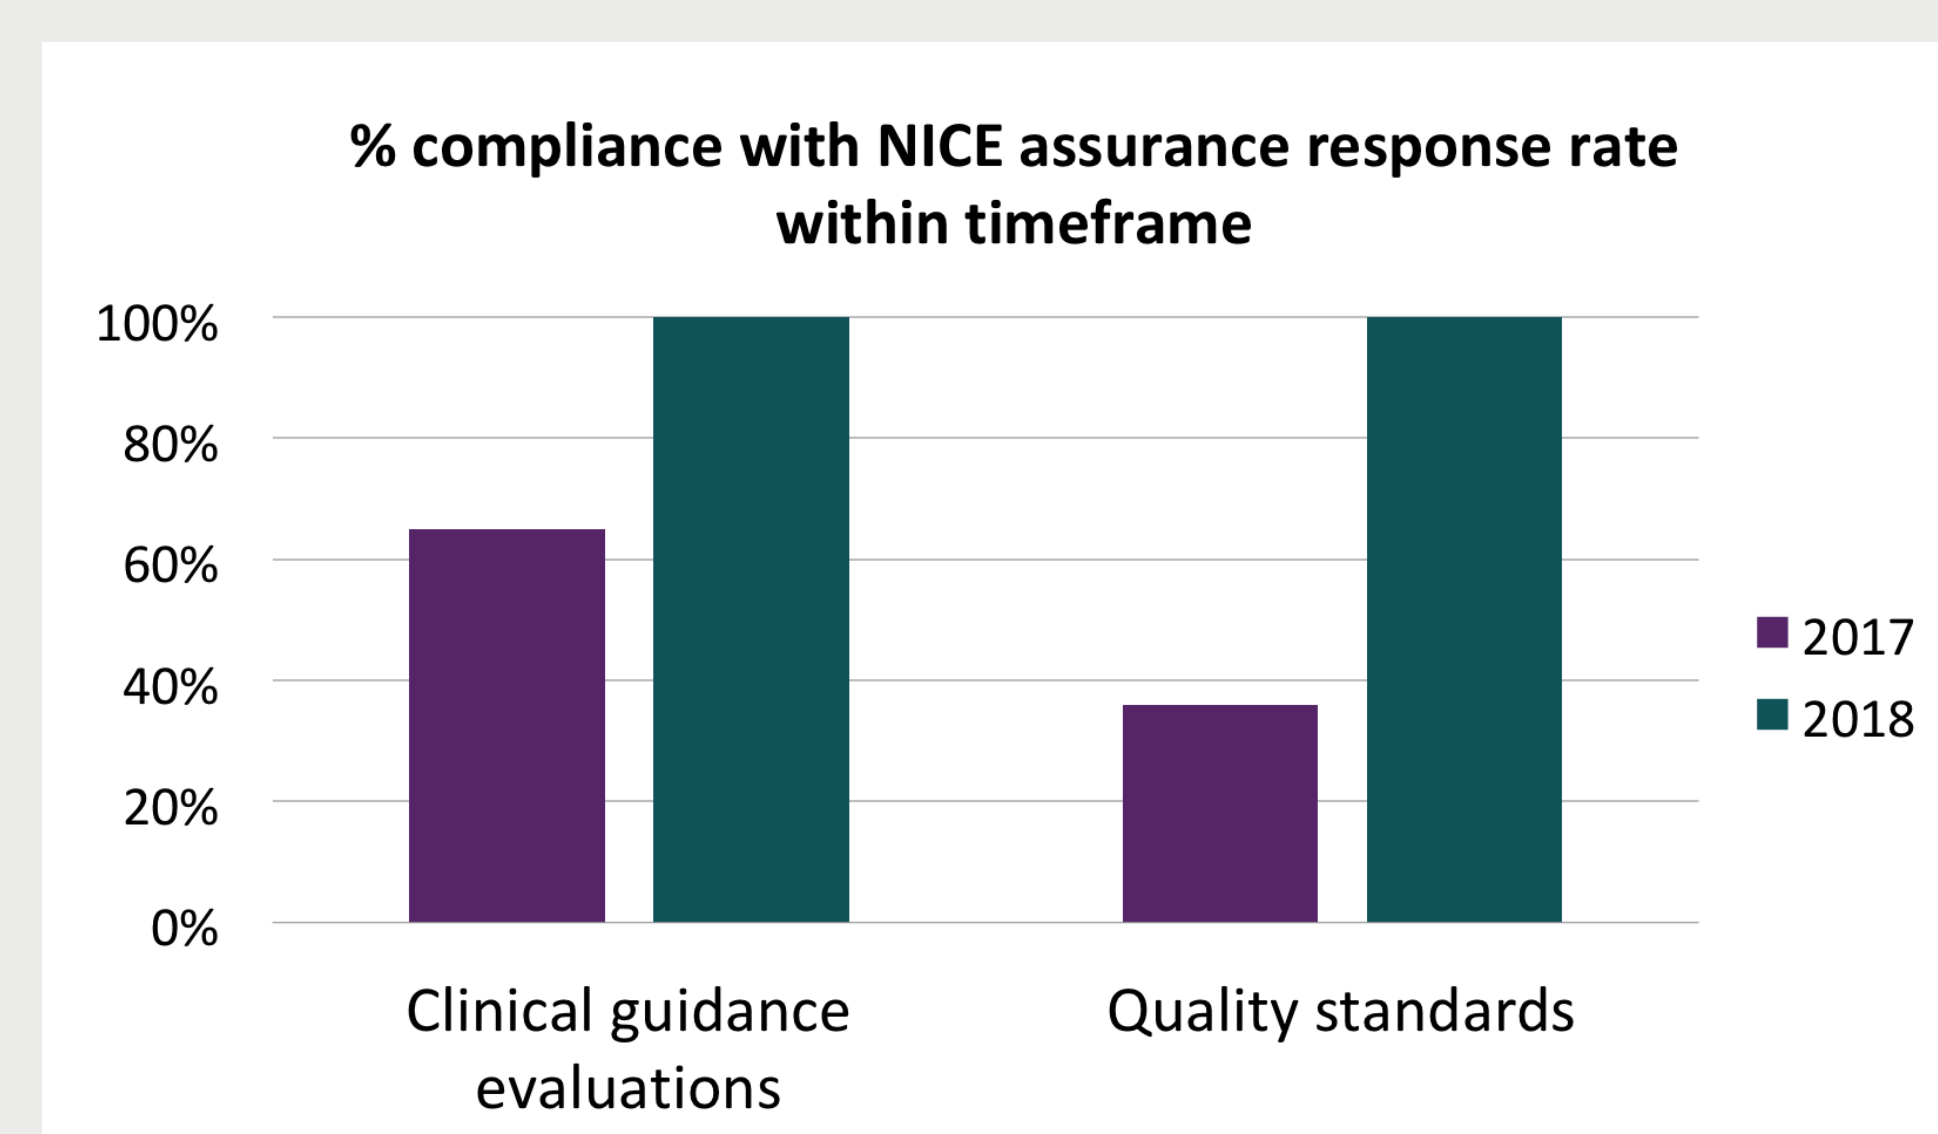 % compliance with NICE assurance response rate
within timeframe
100%
80%
60%
40%
20%
0%
2017
2018
Clinical guidance
evaluations
Quality standards